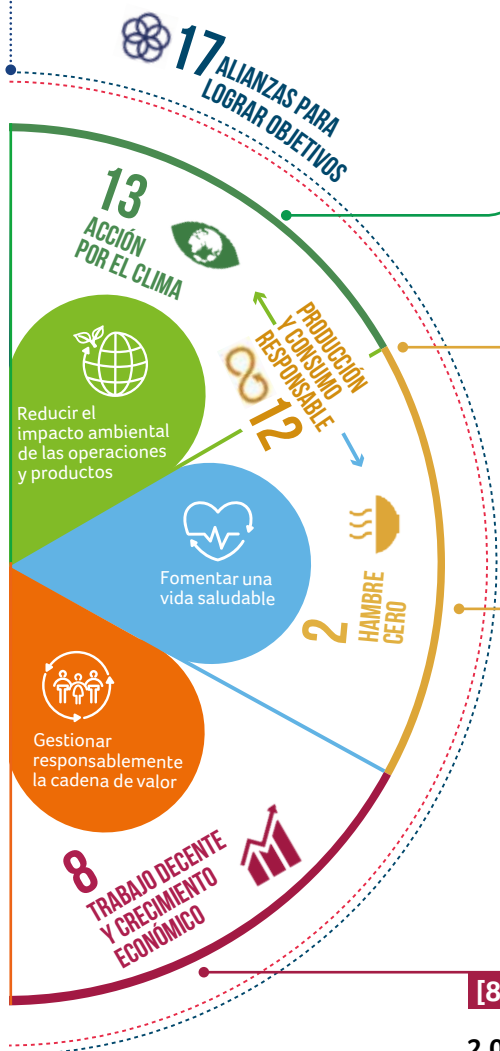 17 ALIANZAS PARA
LOGRAR OBJETIVOS
13
ACCIÓN
POR EL CLIMA
PRODUCCIÓN
Y CONSUMO
RESPONSABLE
12
Reducir el
impacto ambiental
de las operaciones
y productos
Fomentar una
vida saludable
2
HAMBRE
CERO
Gestionar
responsablemente
la cadena de valor
8
TRABAJO DECENTE
Y CRECIMIENTO
ECONÓMICO
[8